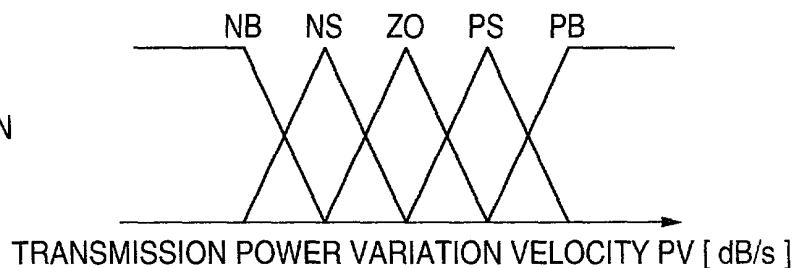 NB NS ZO PS PB
N
TRANSMISSION POWER VARIATION VELOCITY PV [ dB/s ]